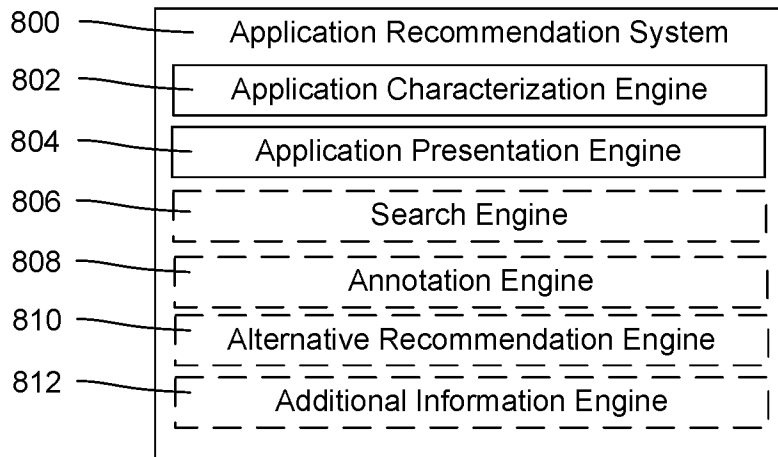 800 Application Recommendation System
802 Application Characterization Engine
804 Application Presentation Engine
806 Search Engine
808 Annotation Engine
810 Alternative Recommendation Engine
812 Additional Information Engine